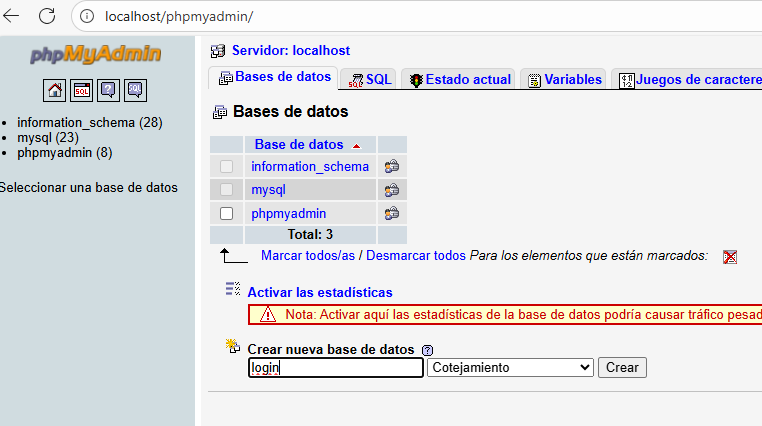 localhost/phpmyadmin/
phpMyAdmin
SQL
?
SQL
information_schema (28)
mysql (23)
phpmyadmin (8)
Seleccionar una base de datos
Servidor: localhost
Bases de datos
SQL
Estado actual
Variables
Juegos de caractere
Bases de datos
Base de datos
information_schema
mysql
phpmyadmin
Total: 3
Marcar todos/as / Desmarcar todos Para los elementos que están marcados:
Activar las estadísticas
Nota: Activar aquí las estadísticas de la base de datos podría causar tráfico pesad
Crear nueva base de datos ?
login
Cotejamiento
Crear